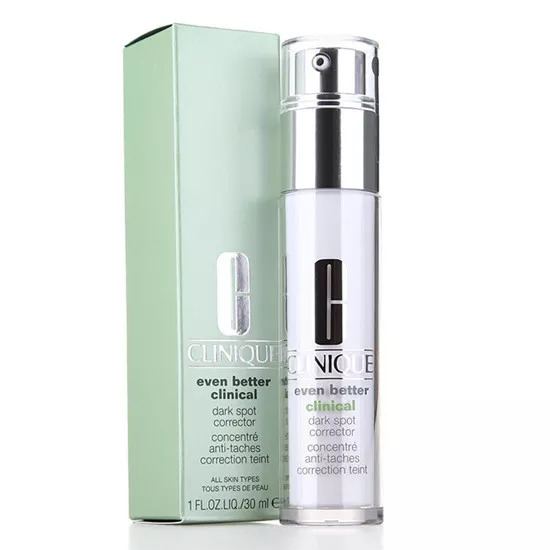 CLINIQUE
even better
clinical
dark spot
corrector
concentré
anti-taches
correction teint
ALL SKIN TYPES
TOUS TYPES DE PEAU
1 FL.OZ.LIQ./30 ml e
CLINIQUE
even better
clinical
dark spot
corrector
concentré
anti-taches
correction teint